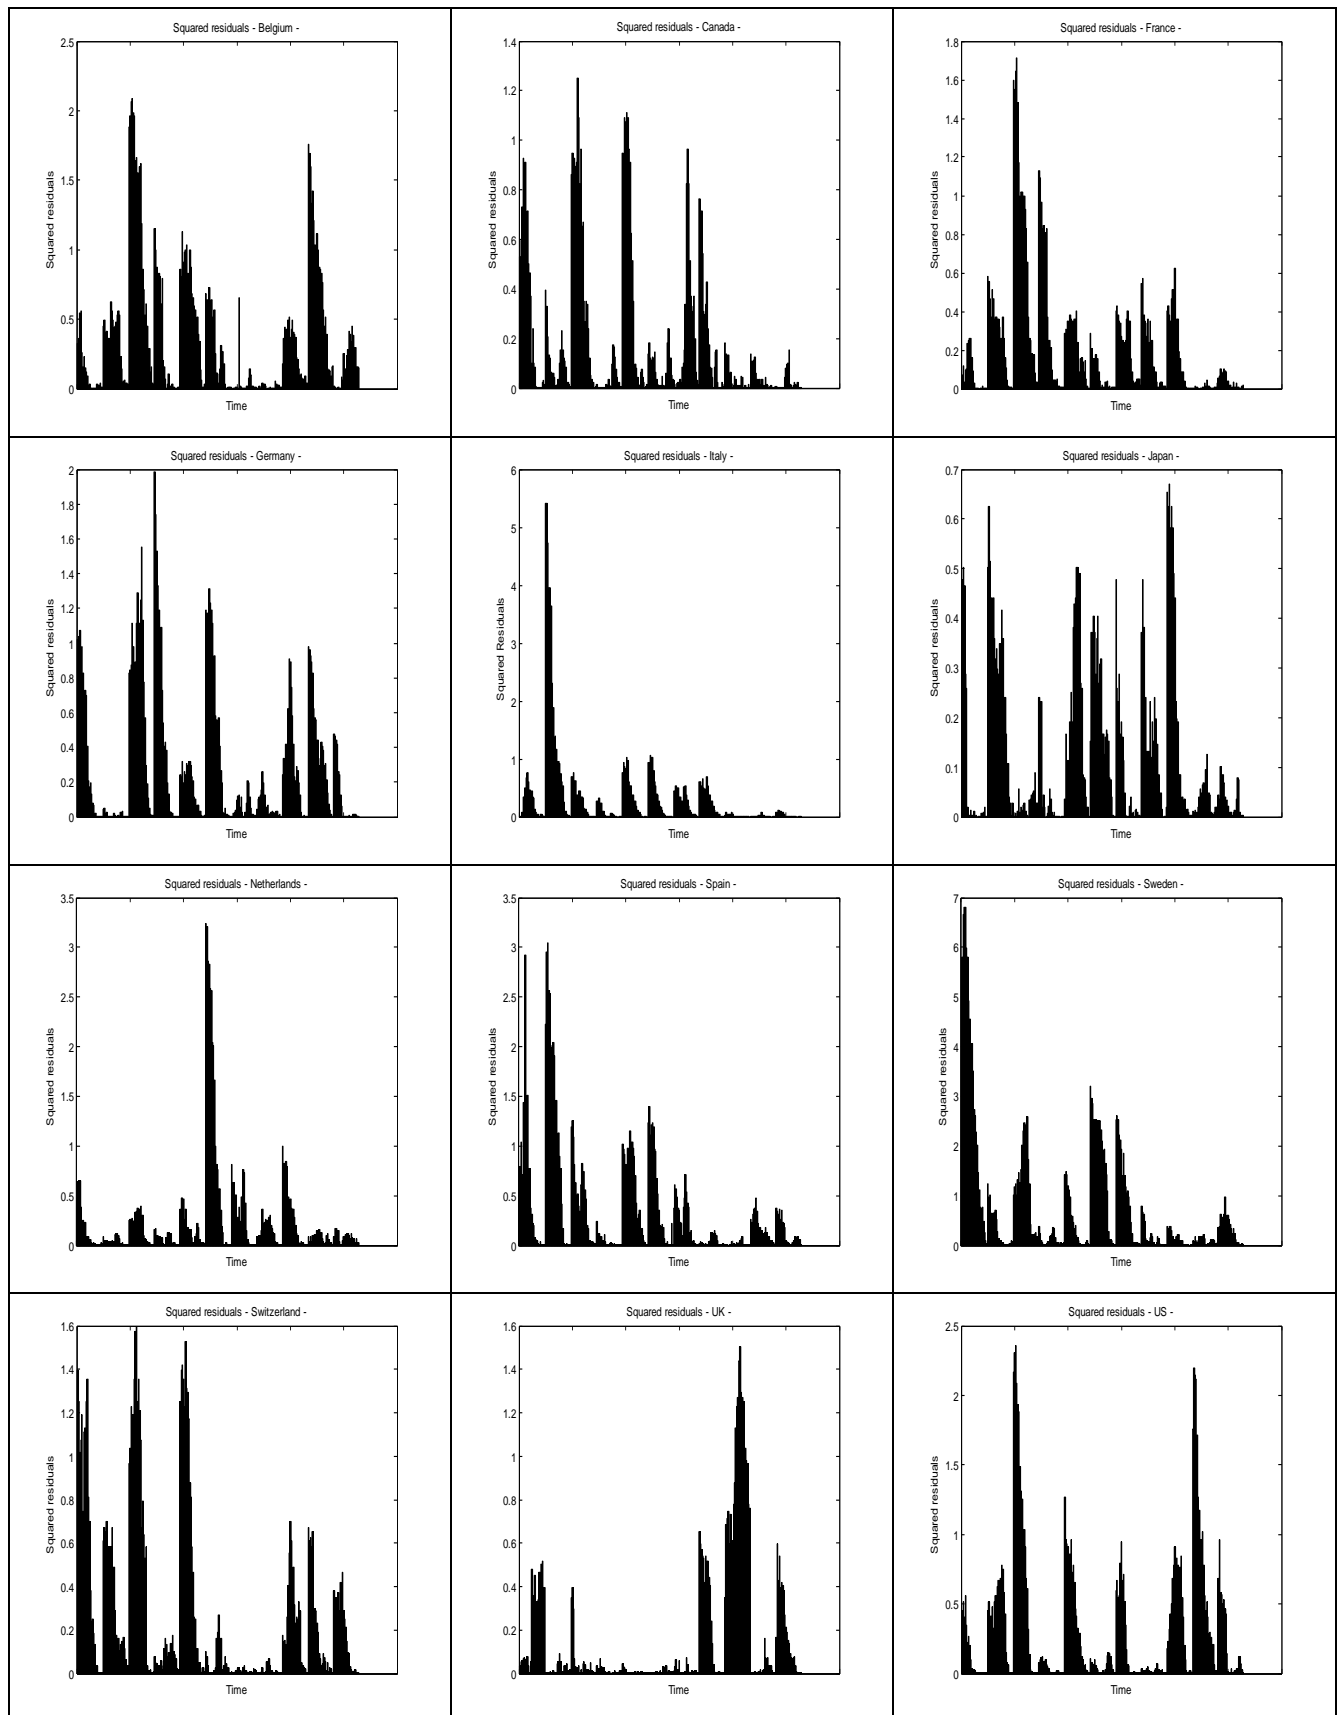 Squared residuals - Belgium -
2.5
2
1.5
1
0.5
0
Squared residuals
Time
Squared residuals - Canada -
1.4
1.2
1
0.8
0.6
0.4
0.2
0
Squared residuals
Time
Squared residuals - France -
1.8
1.6
1.4
1.2
1
0.8
0.6
0.4
0.2
0
Squared residuals
Time
Squared residuals - Germany -
2
1.8
1.6
1.4
1.2
1
0.8
0.6
0.4
0.2
0
Squared residuals
Time
Squared residuals - Italy -
6
5
4
3
2
1
0
Squared Residuals
Time
Squared residuals - Japan -
0.7
0.6
0.5
0.4
0.3
0.2
0.1
0
Squared residuals
Time
Squared residuals - Netherlands -
3.5
3
2.5
2
1.5
1
0.5
0
Squared residuals
Time
Squared residuals - Spain -
3.5
3
2.5
2
1.5
1
0.5
0
Squared residuals
Time
Squared residuals - Sweden -
7
6
5
4
3
2
1
0
Squared residuals
Time
Squared residuals - Switzerland -
1.6
1.4
1.2
1
0.8
0.6
0.4
0.2
0
Squared residuals
Time
Squared residuals - UK -
1.6
1.4
1.2
1
0.8
0.6
0.4
0.2
0
Squared residuals
Time
Squared residuals - US -
2.5
2
1.5
1
0.5
0
Squared residuals
Time